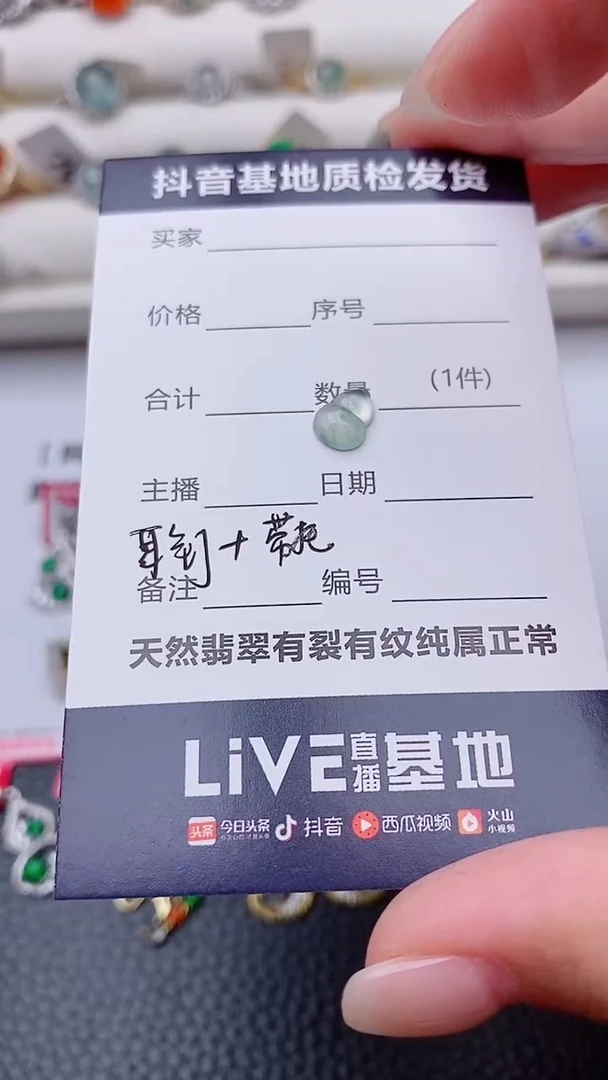 抖音基地质检发货
买家
价格 序号
合计 数量 (1件)
主播 日期
耳钉+带托
备注 编号
天然翡翠有裂有纹纯属正常
LiVE直播基地
头条 今日头条 抖音 西瓜视频 火山小视频